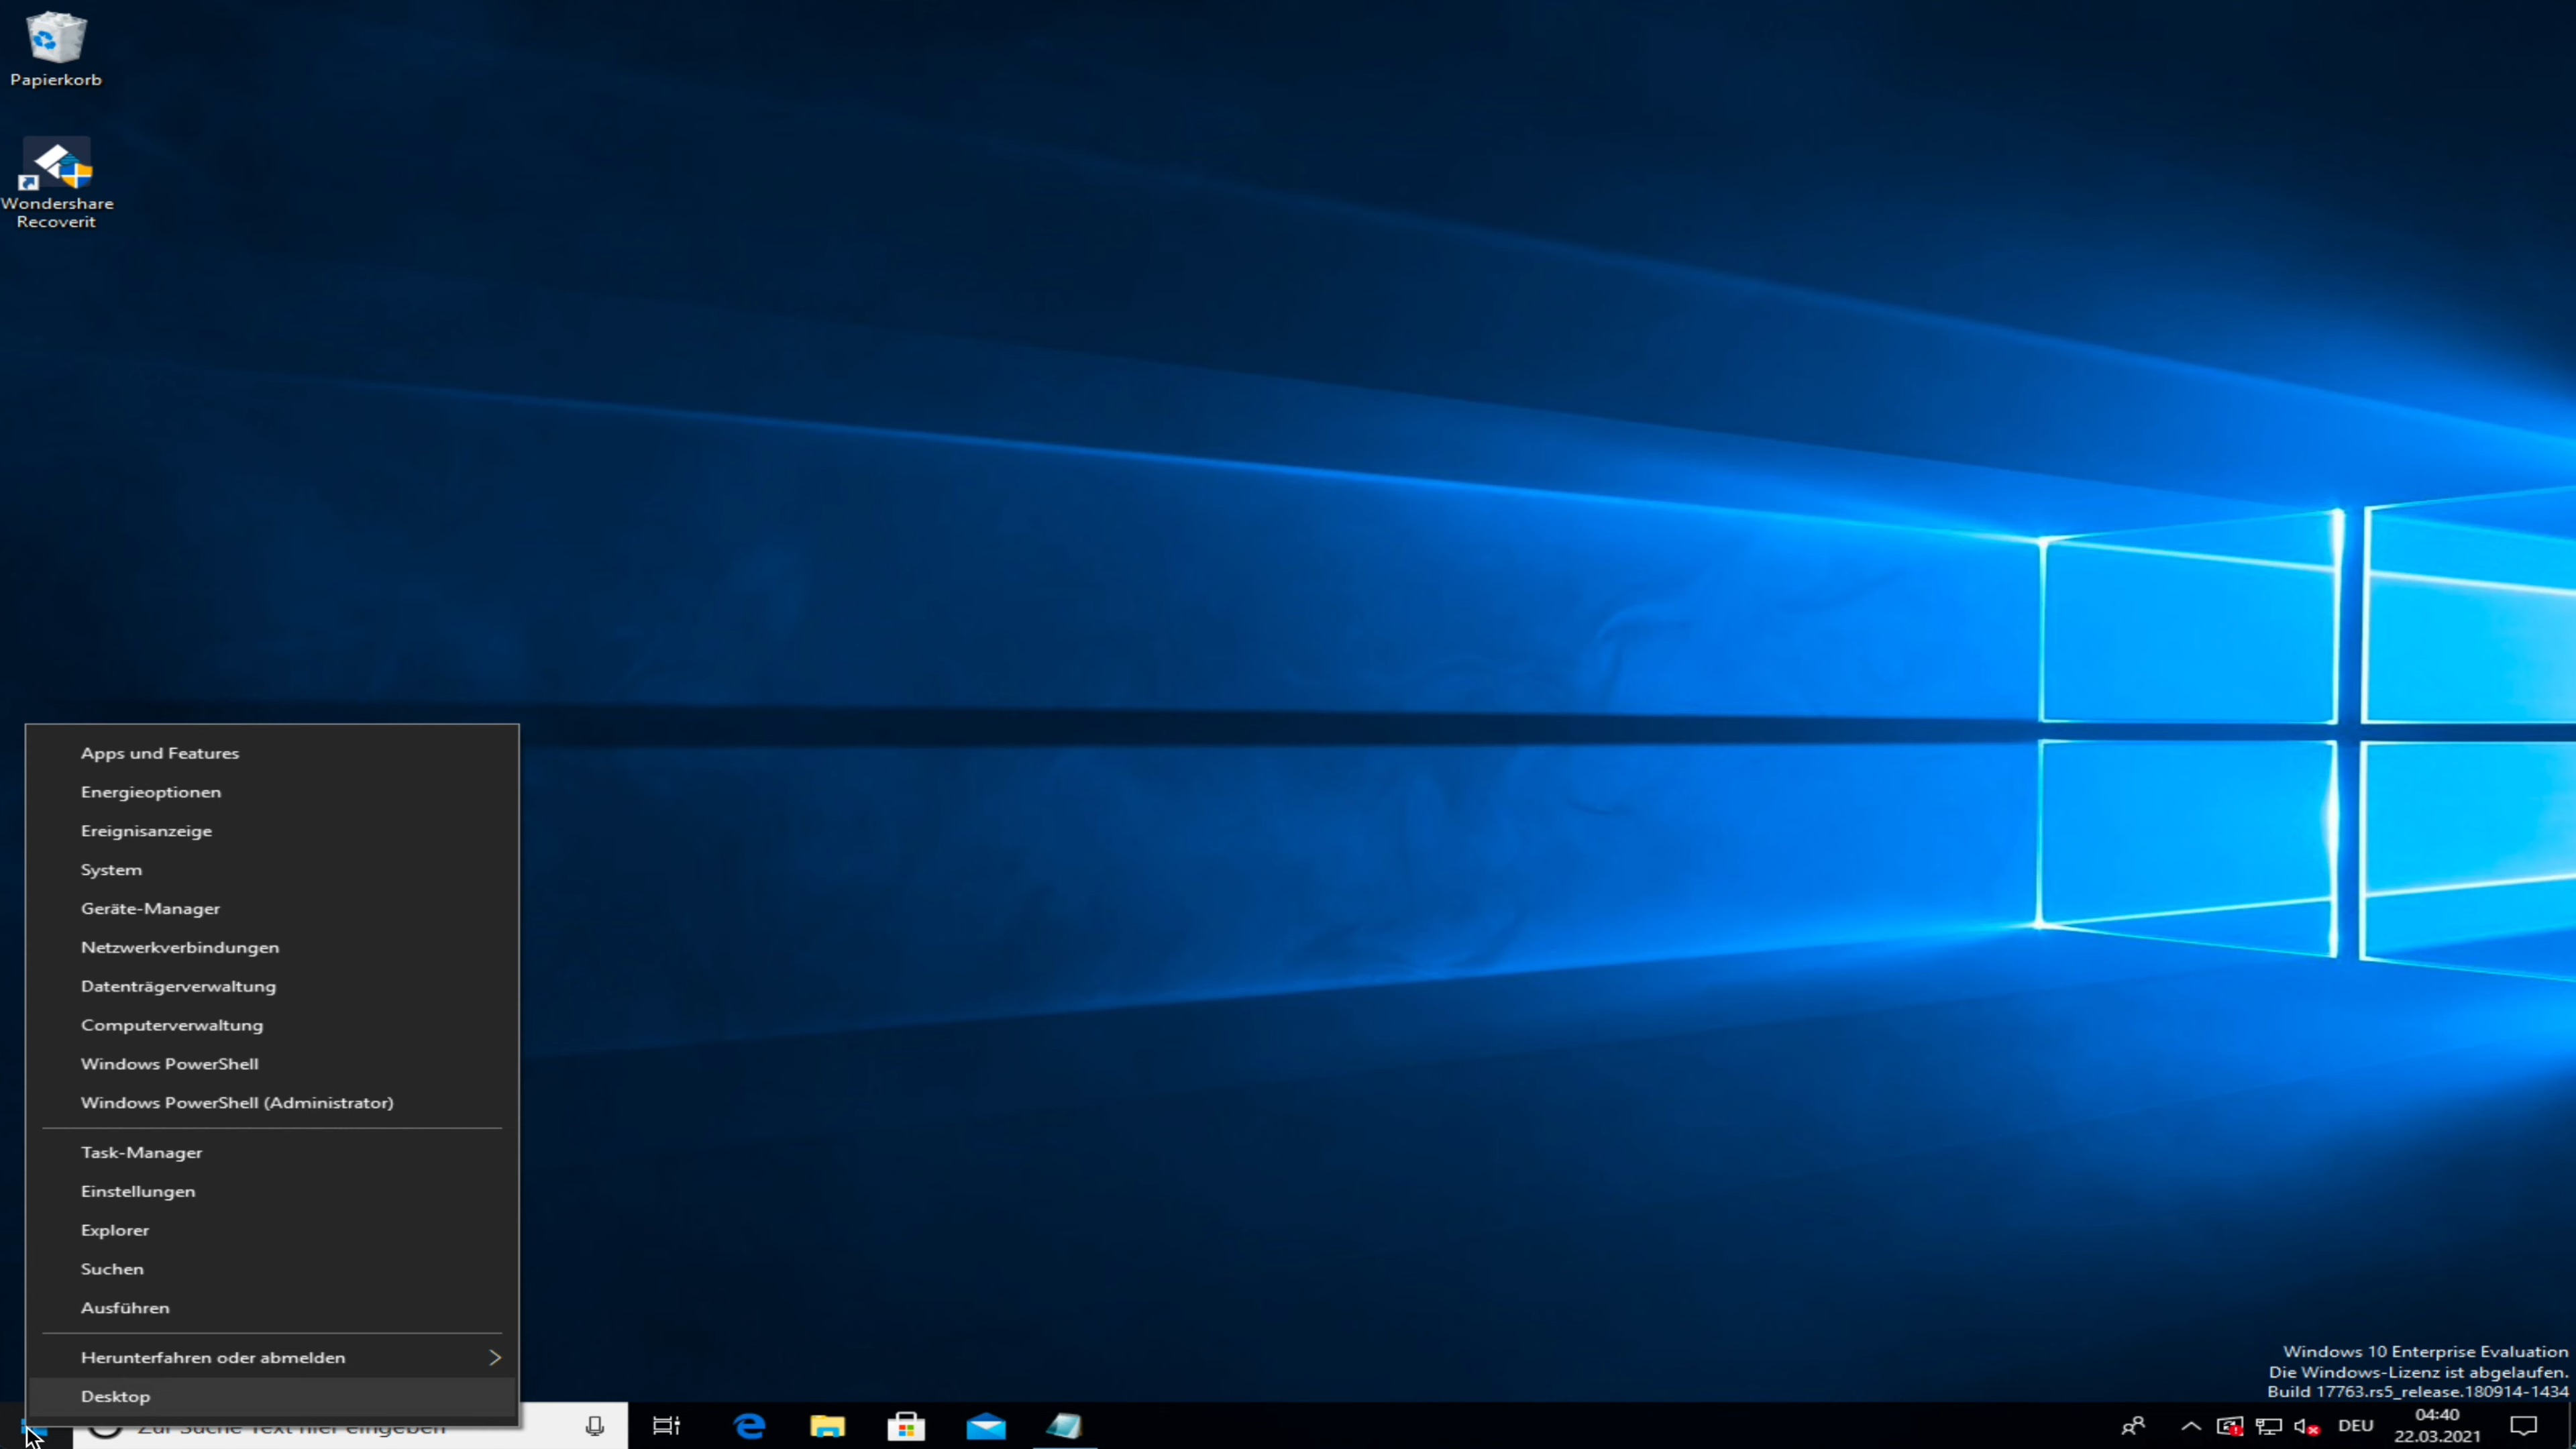 Papierkorb
Wondershare
Recoverit
Apps und Features
Energieoptionen
Ereignisanzeige
System
Geräte-Manager
Netzwerkverbindungen
Datenträgerverwaltung
Computerverwaltung
Windows PowerShell
Windows PowerShell (Administrator)
Task-Manager
Einstellungen
Explorer
Suchen
Ausführen
Herunterfahren oder abmelden
Desktop
Zur Suche Text hier eingeben
Windows 10 Enterprise Evaluation
Die Windows-Lizenz ist abgelaufen.
Build 17763.rs5_release.180914-1434
DEU
04:40
22.03.2021